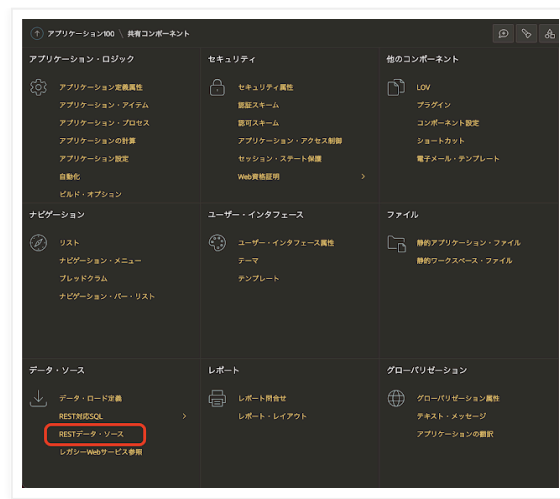 アプリケーション100 \ 共有コンポーネント
アプリケーション・ロジック
アプリケーション定義属性
アプリケーション・アイテム
アプリケーション・プロセス
アプリケーションの計算
アプリケーション設定
自動化
ビルド・オプション
セキュリティ
セキュリティ属性
認証スキーム
認可スキーム
アプリケーション・アクセス制御
セッション・ステート保護
Web資格証明
他のコンポーネント
LOV
プラグイン
コンポーネント設定
ショートカット
電子メール・テンプレート
ナビゲーション
リスト
ナビゲーション・メニュー
ブレッドクラム
ナビゲーション・バー・リスト
ユーザー・インタフェース
ユーザー・インタフェース属性
テーマ
テンプレート
ファイル
静的アプリケーション・ファイル
静的ワークスペース・ファイル
データ・ソース
データ・ロード定義
REST対応SQL
RESTデータ・ソース
レガシーWebサービス参照
レポート
レポート問合せ
レポート・レイアウト
グローバリゼーション
グローバリゼーション属性
テキスト・メッセージ
アプリケーションの翻訳